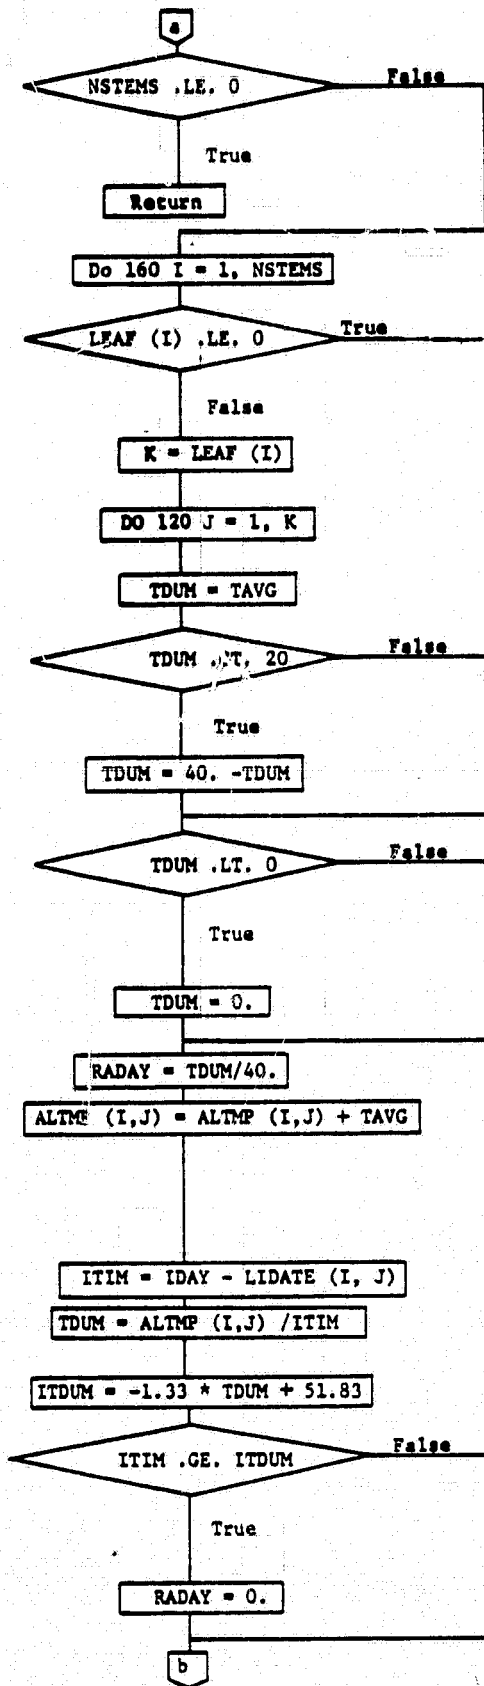 a
NSTEMS .LE. 0
False
True
Return
Do 160 I = 1, NSTEMS
LEAF (I) .LE. 0
True
False
K = LEAF (I)
DO 120 J = 1, K
TDUM = TAVG
TDUM 20
False
True
TDUM = 40. -TDUM
TDUM .LT. 0
False
True
TDUM = 0.
RADAY = TDUM/40.
ALTMP (I,J) = ALTMP (I,J) + TAVG
ITIM = IDAY - LIDATE (I, J)
TDUM = ALTMP (I,J) /ITIM
ITDUM = -1.33 * TDUM + 51.83
ITIM .GE. ITDUM
False
True
RADAY = 0.
b